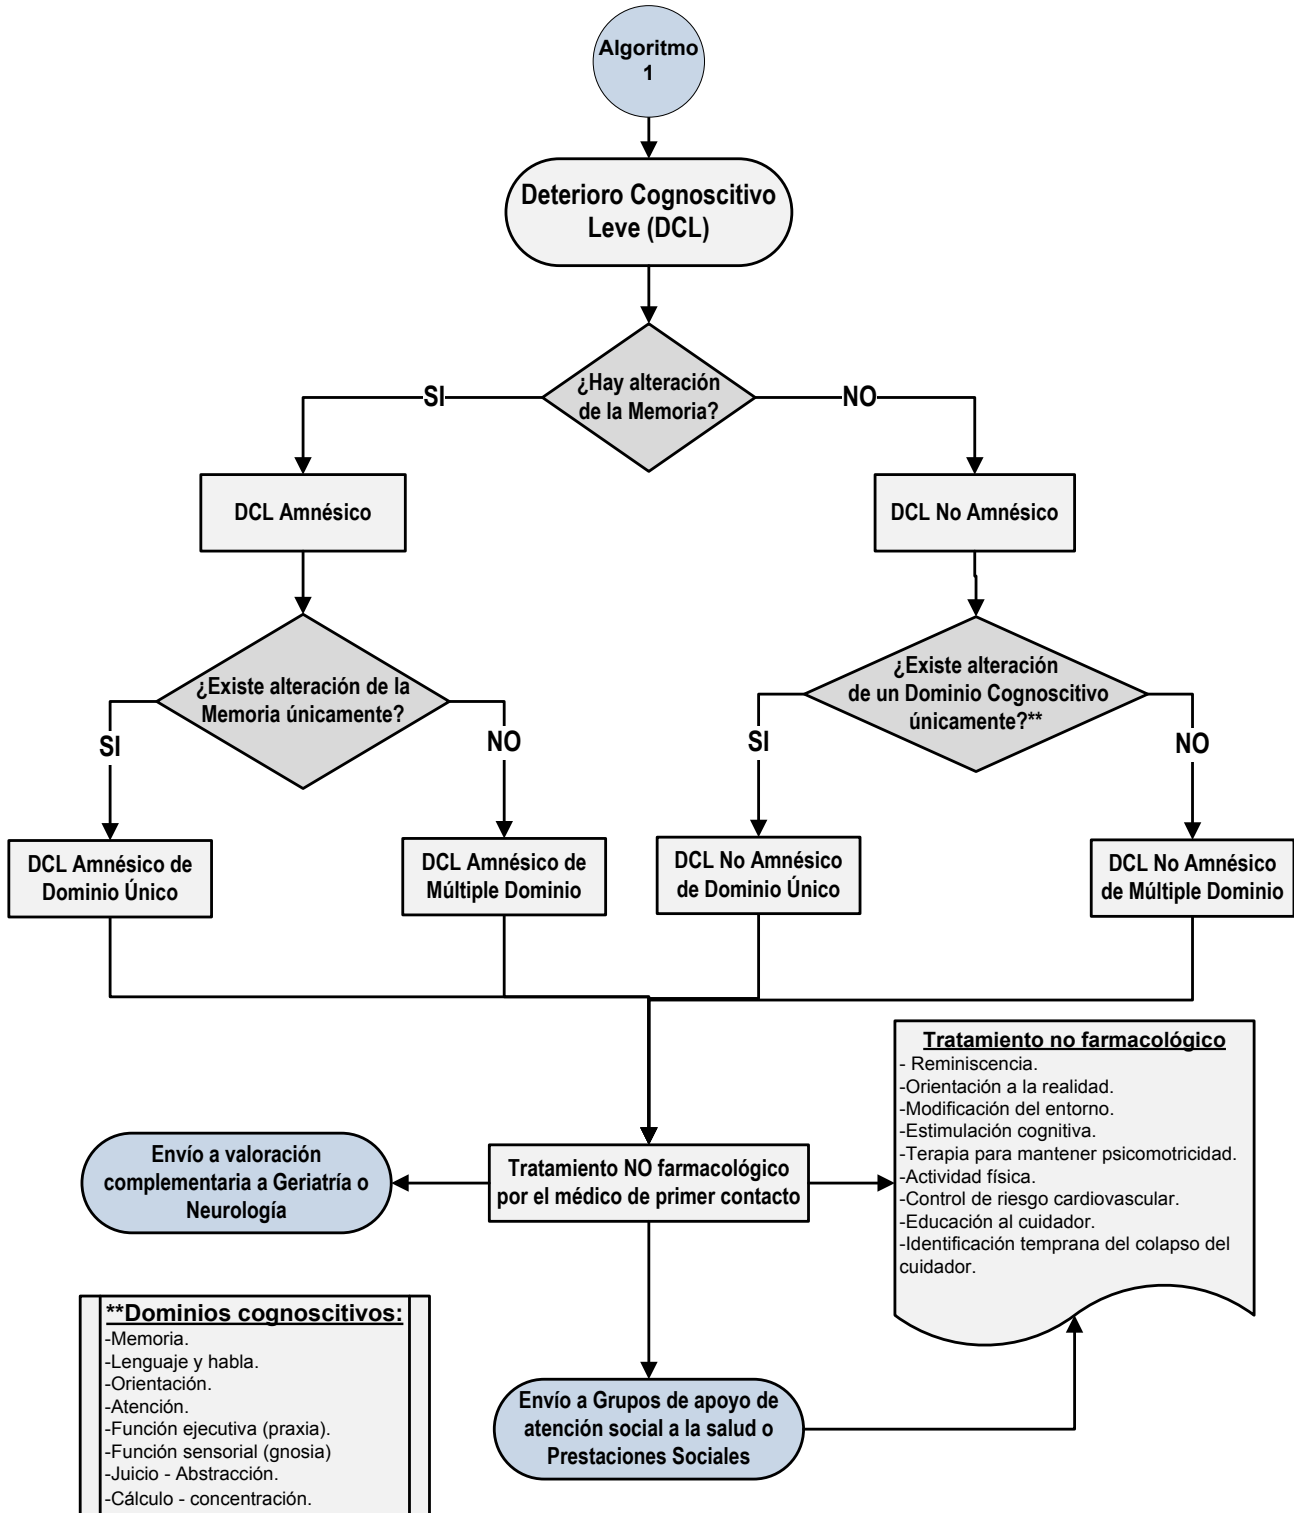 Algoritmo
1
Deterioro Cognoscitivo
Leve (DCL)
¿Hay alteración
de la Memoria?
SI
NO
DCL Amnésico
DCL No Amnésico
¿Existe alteración de la
Memoria únicamente?
¿Existe alteración
de un Dominio Cognoscitivo
únicamente?**
SI
NO
SI
NO
DCL Amnésico de
Dominio Único
DCL Amnésico de
Múltiple Dominio
DCL No Amnésico
de Dominio Único
DCL No Amnésico
de Múltiple Dominio
Tratamiento no farmacológico
- Reminiscencia.
-Orientación a la realidad.
-Modificación del entorno.
-Estimulación cognitiva.
-Terapia para mantener psicomotricidad.
-Actividad física.
-Control de riesgo cardiovascular.
-Educación al cuidador.
-Identificación temprana del colapso del
cuidador.
Envío a valoración
complementaria a Geriatría o
Neurología
Tratamiento NO farmacológico
por el médico de primer contacto
**Dominios cognoscitivos:
-Memoria.
-Lenguaje y habla.
-Orientación.
-Atención.
-Función ejecutiva (praxia).
-Función sensorial (gnosia)
-Juicio - Abstracción.
-Cálculo - concentración.
Envío a Grupos de apoyo de
atención social a la salud o
Prestaciones Sociales